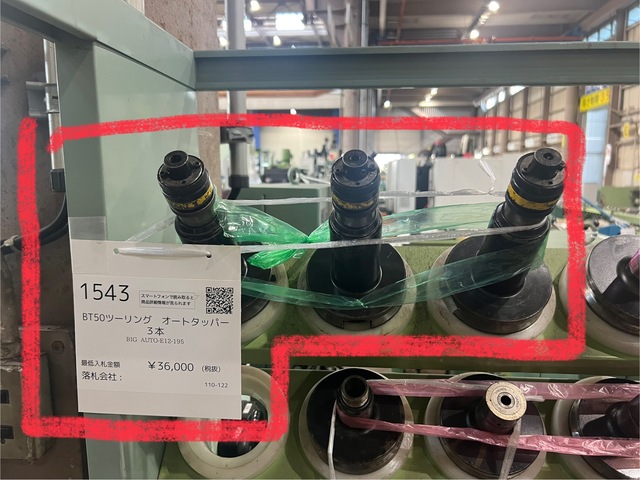 1543
スマートフォンで読み取ると
商品詳細情報が見られます
BT50ツーリング　オートタッパー
3本
BIG AUTO-E12-195
最低入札金額　￥36,000　(税抜)
落札会社：
110-122